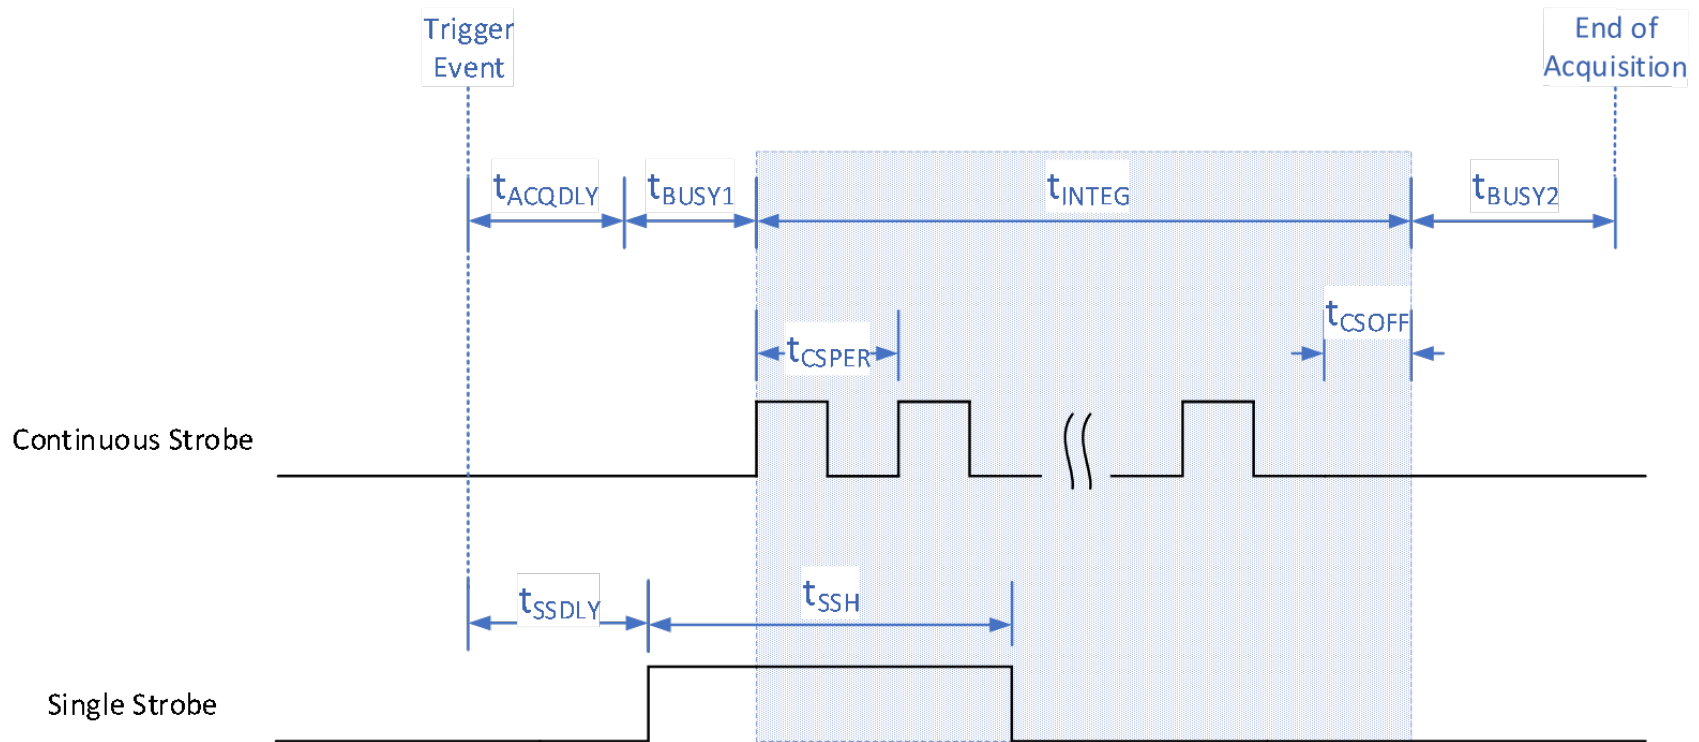 Trigger
Event
End of
Acquisition
tACQDLY
tBUSY1
tINTEG
tBUSY2
tCSOFF
tCSPER
Continuous Strobe
tSSDLY
tSSH
Single Strobe